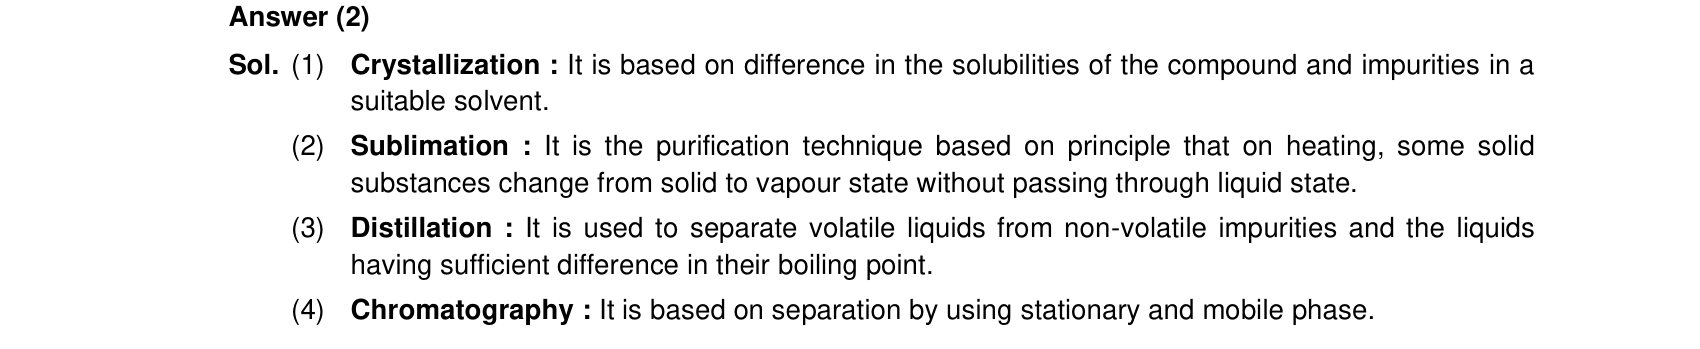 Answer (2)
Sol. (1) Crystallization : It is based on difference in the solubilities of the compound and impurities in a
suitable solvent.
(2) Sublimation : It is the purification technique based on principle that on heating, some solid
substances change from solid to vapour state without passing through liquid state.
(3) Distillation : It is used to separate volatile liquids from non-volatile impurities and the liquids
having sufficient difference in their boiling point.
(4) Chromatography : It is based on separation by using stationary and mobile phase.